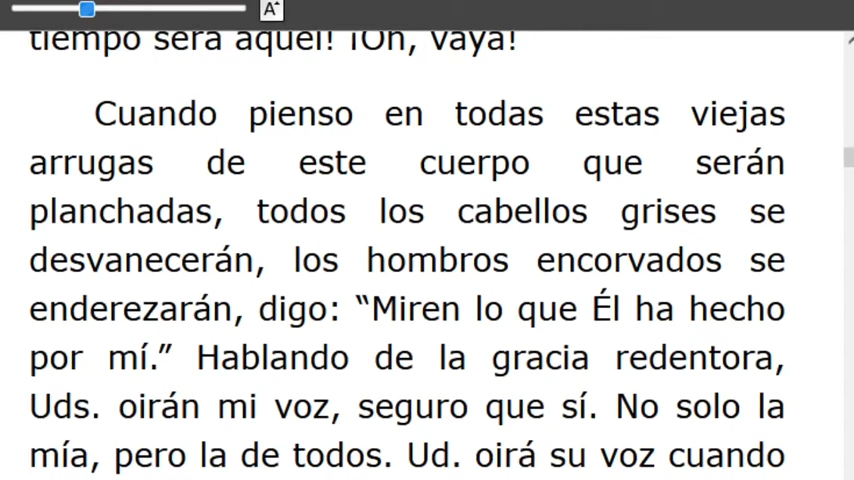 A
tiempo será aquel! ¡Oh, vaya!
Cuando pienso en todas estas viejas
arrugas de este cuerpo que serán
planchadas, todos los cabellos grises se
desvanecerán, los hombros encorvados se
enderezarán, digo: “Miren lo que Él ha hecho
por mí.” Hablando de la gracia redentora,
Uds. oirán mi voz, seguro que sí. No solo la
mía, pero la de todos. Ud. oirá su voz cuando